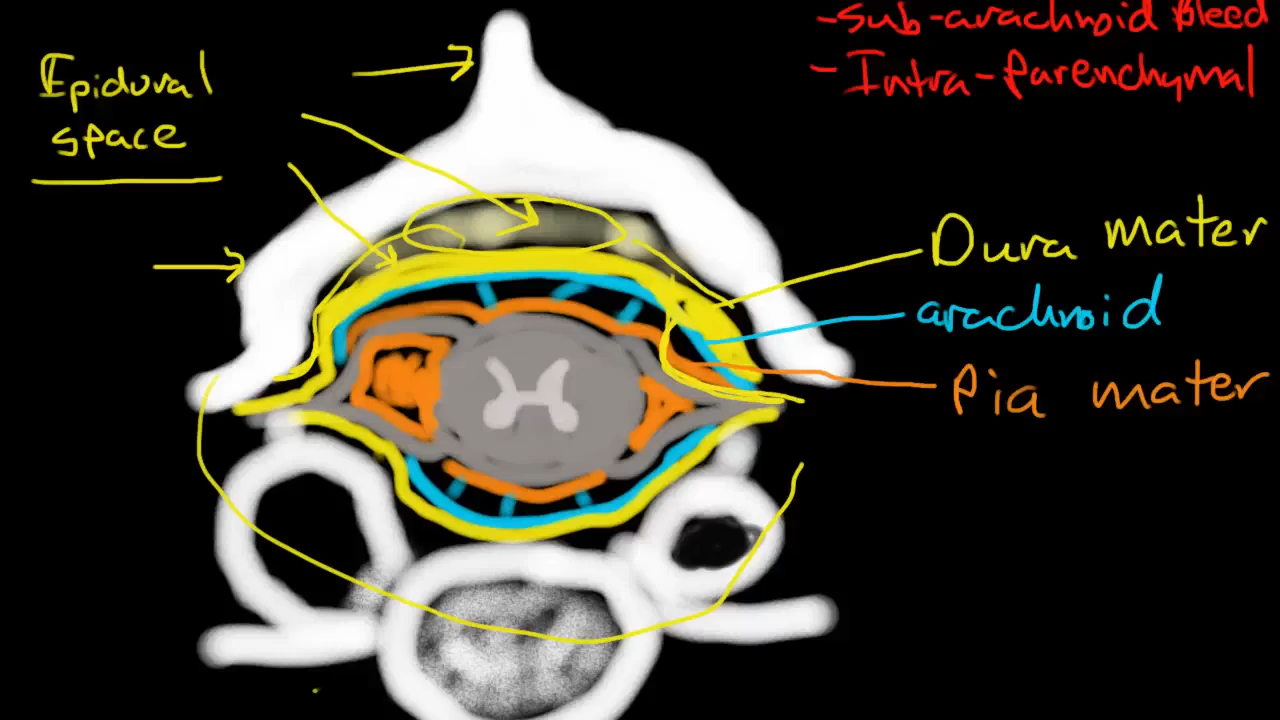 -Sub-arachnoid Bleed
- Intra-Parenchymal
Epidural
space
Dura mater
arachnoid
Pia mater